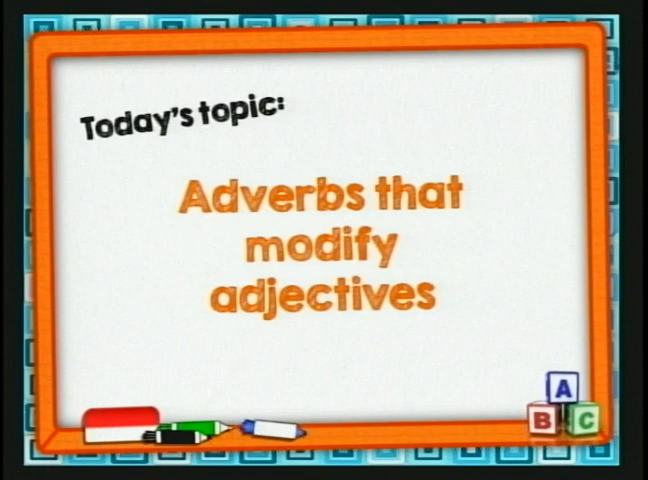 Today's topic:
Adverbs that
modify
adjectives
A
B C